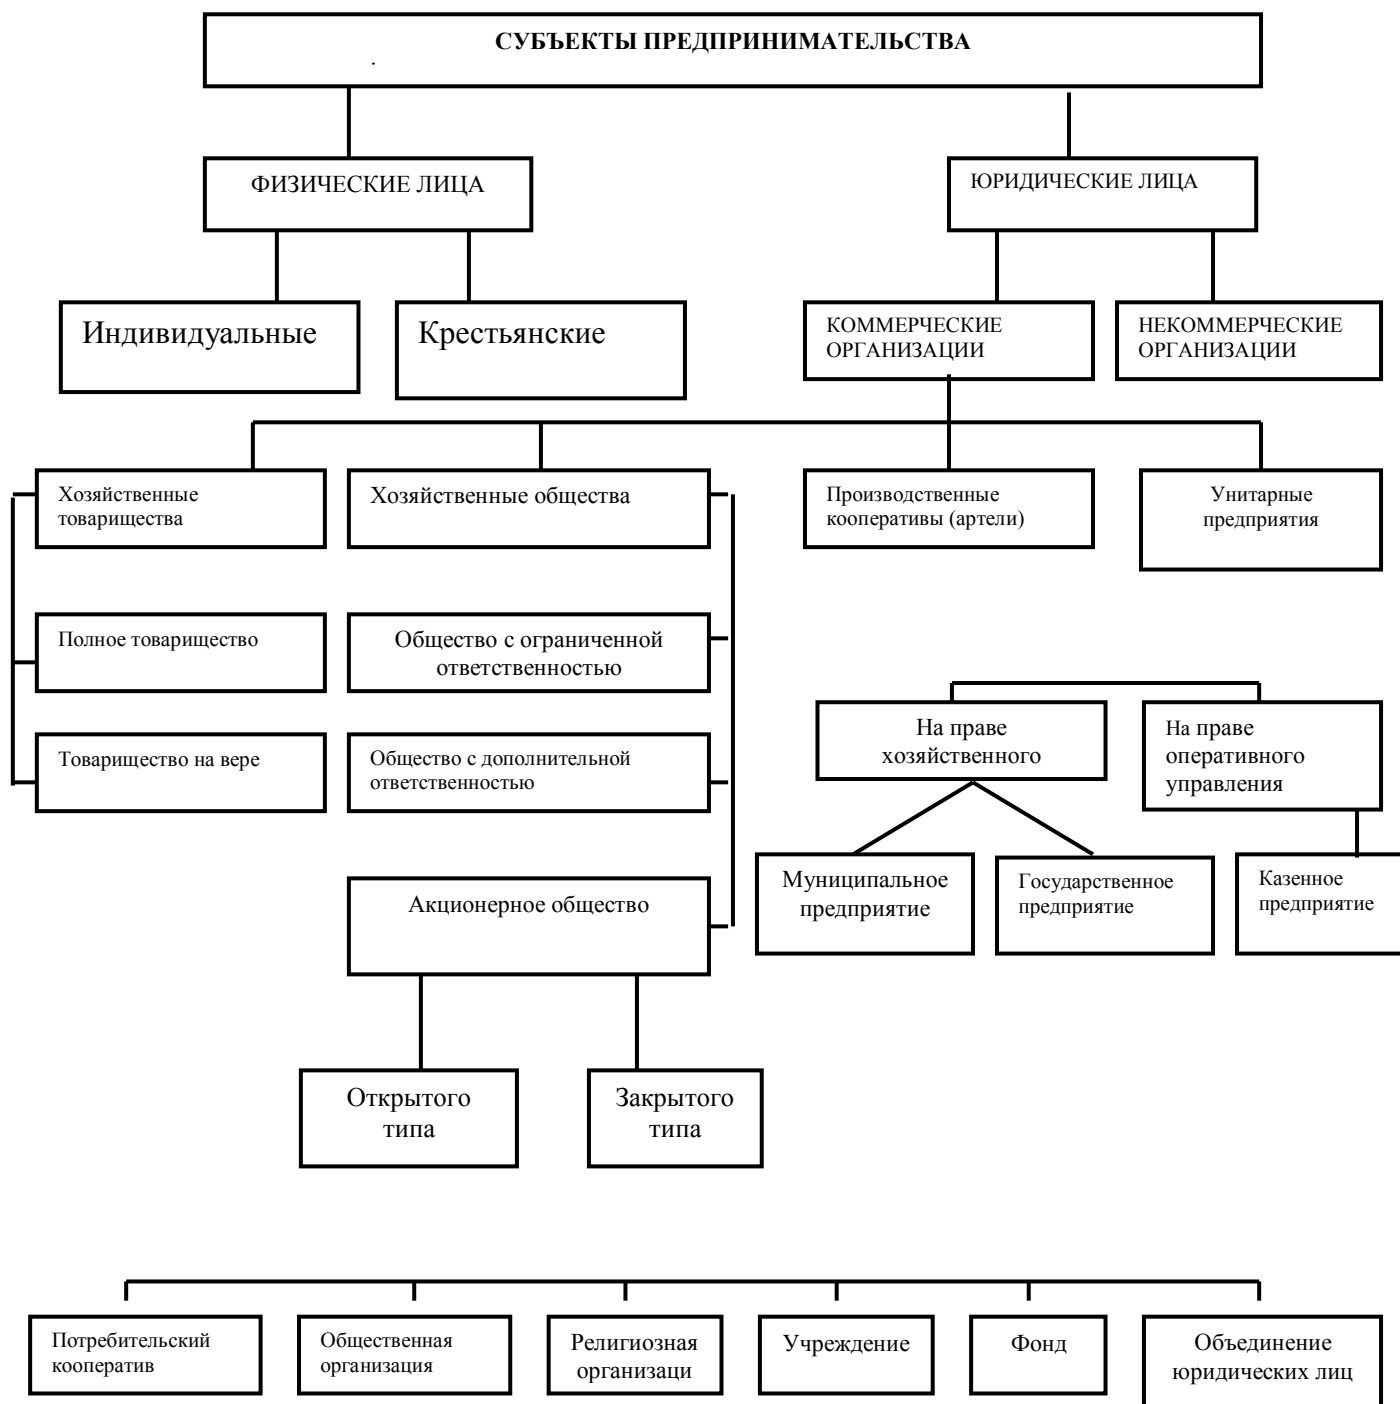 СУБЪЕКТЫ ПРЕДПРИНИМАТЕЛЬСТВА
.
ФИЗИЧЕСКИЕ ЛИЦА
ЮРИДИЧЕСКИЕ ЛИЦА
Индивидуальные
Крестьянские
КОММЕРЧЕСКИЕ
ОРГАНИЗАЦИИ
НЕКОММЕРЧЕСКИЕ
ОРГАНИЗАЦИИ
Хозяйственные
товарищества
Хозяйственные общества
Производственные
кооперативы (артели)
Унитарные
предприятия
Полное товарищество
Общество с ограниченной
ответственностью
Товарищество на вере
Общество с дополнительной
ответственностью
На праве
хозяйственного
На праве
оперативного
управления
Муниципальное
предприятие
Государственное
предприятие
Казенное
предприятие
Акционерное общество
Открытого
типа
Закрытого
типа
Потребительский
кооператив
Общественная
организация
Религиозная
организаци
Учреждение
Фонд
Объединение
юридических лиц